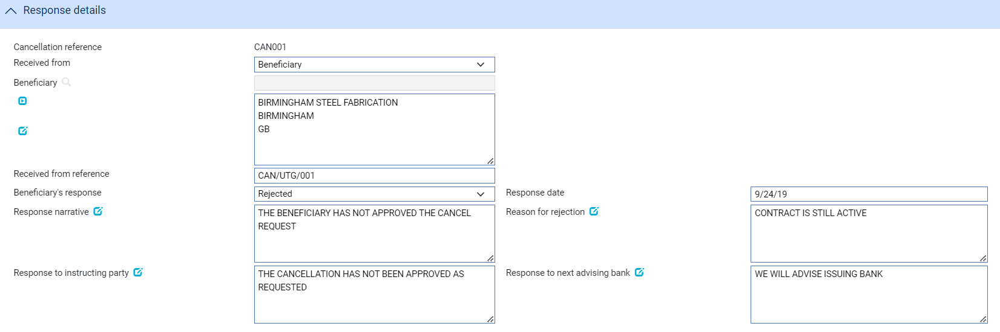 Response details
Cancellation reference
CAN001
Received from
Beneficiary
Beneficiary
BIRMINGHAM STEEL FABRICATION
BIRMINGHAM
GB
Received from reference
CAN/UTG/001
Beneficiary's response
Rejected
Response date
9/24/19
Response narrative
THE BENEFICIARY HAS NOT APPROVED THE CANCEL
REQUEST
Reason for rejection
CONTRACT IS STILL ACTIVE
Response to instructing party
THE CANCELLATION HAS NOT BEEN APPROVED AS
REQUESTED
Response to next advising bank
WE WILL ADVISE ISSUING BANK